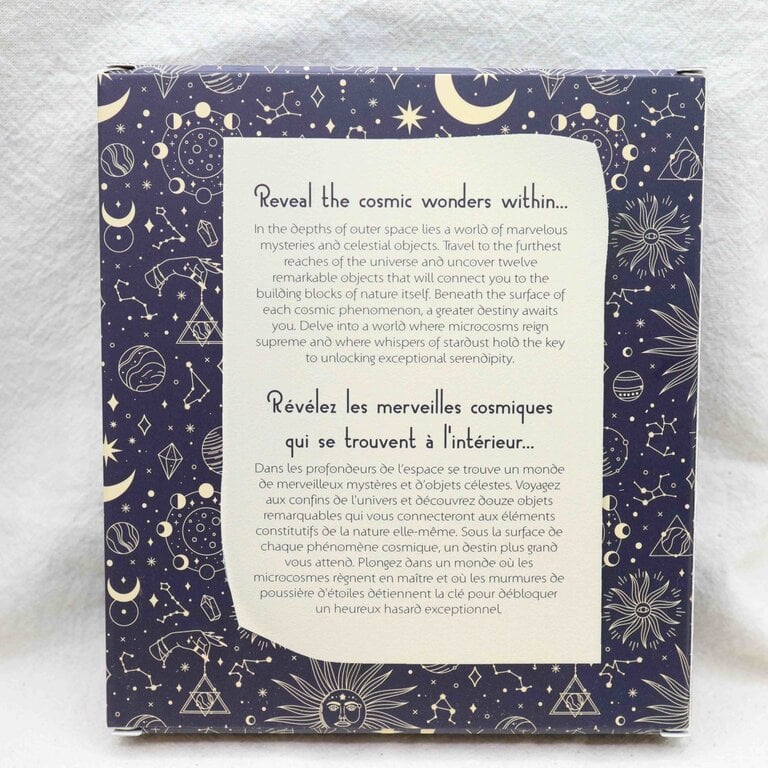 Reveal the cosmic wonders within...
In the depths of outer space lies a world of marvelous
mysteries and celestial objects. Travel to the furthest
reaches of the universe and uncover twelve
remarkable objects that will connect you to the
building blocks of nature itself. Beneath the surface of
each cosmic phenomenon, a greater destiny awaits
you. Delve into a world where microcosms reign
supreme and where whispers of stardust hold the key
to unlocking exceptional serendipity.
Révélez les merveilles cosmiques
qui se trouvent à l'intérieur...
Dans les profondeurs de l'espace se trouve un monde
de merveilleux mystères et d'objets célestes. Voyagez
aux confins de l'univers et découvrez douze objets
remarquables qui vous connecteront aux éléments
constitutifs de la nature elle-même. Sous la surface de
chaque phénomène cosmique, un destin plus grand
vous attend. Plongez dans un monde où les
microcosmes règnent en maître et où les murmures de
poussière d'étoiles détiennent la clé pour débloquer
un heureux hasard exceptionnel.